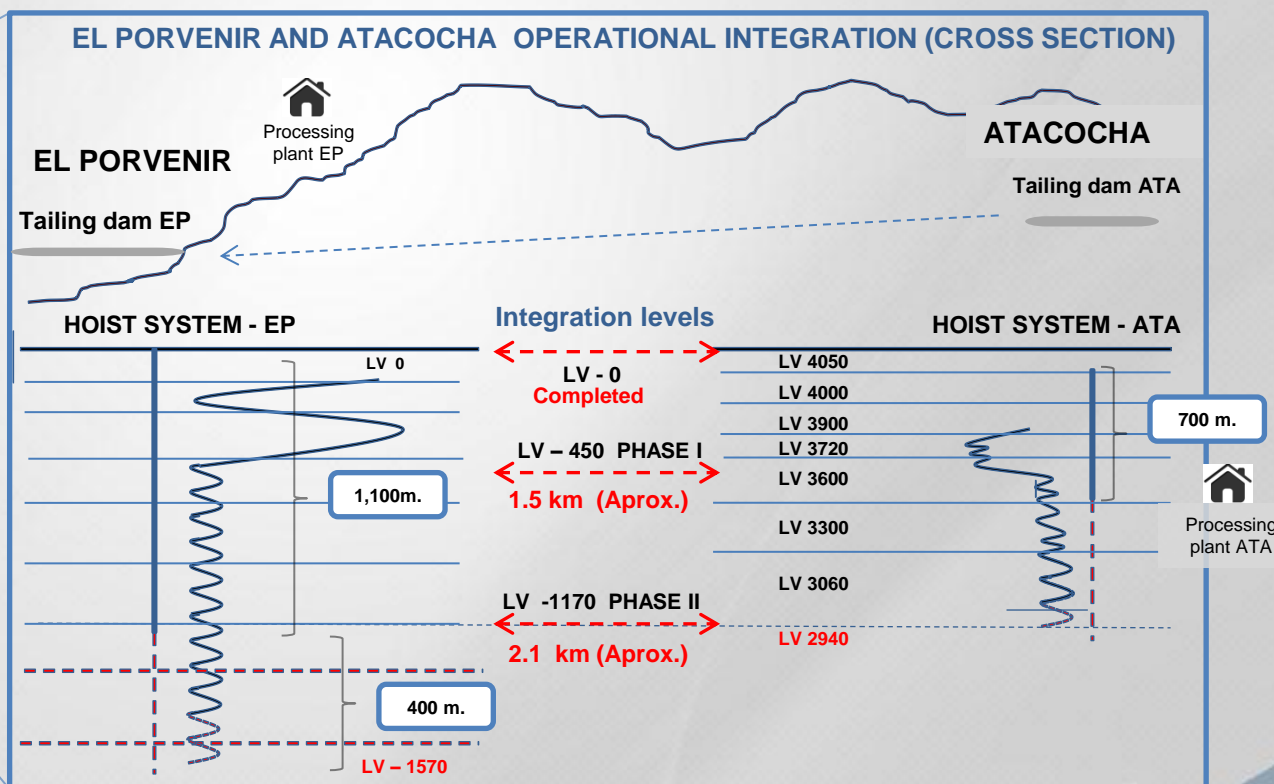 EL PORVENIR AND ATACOCHA OPERATIONAL INTEGRATION (CROSS SECTION)
Processing
plant EP
EL PORVENIR
ATACOCHA
Tailing dam EP
Tailing dam ATA
HOIST SYSTEM - EP
Integration levels
HOIST SYSTEM - ATA
LV 0
LV - 0
Completed
LV – 450 PHASE I
1.5 km (Aprox.)
LV -1170 PHASE II
2.1 km (Aprox.)
1,100m.
400 m.
LV – 1570
LV 4050
LV 4000
LV 3900
LV 3720
LV 3600
LV 3300
LV 3060
LV 2940
700 m.
Processing
plant ATA